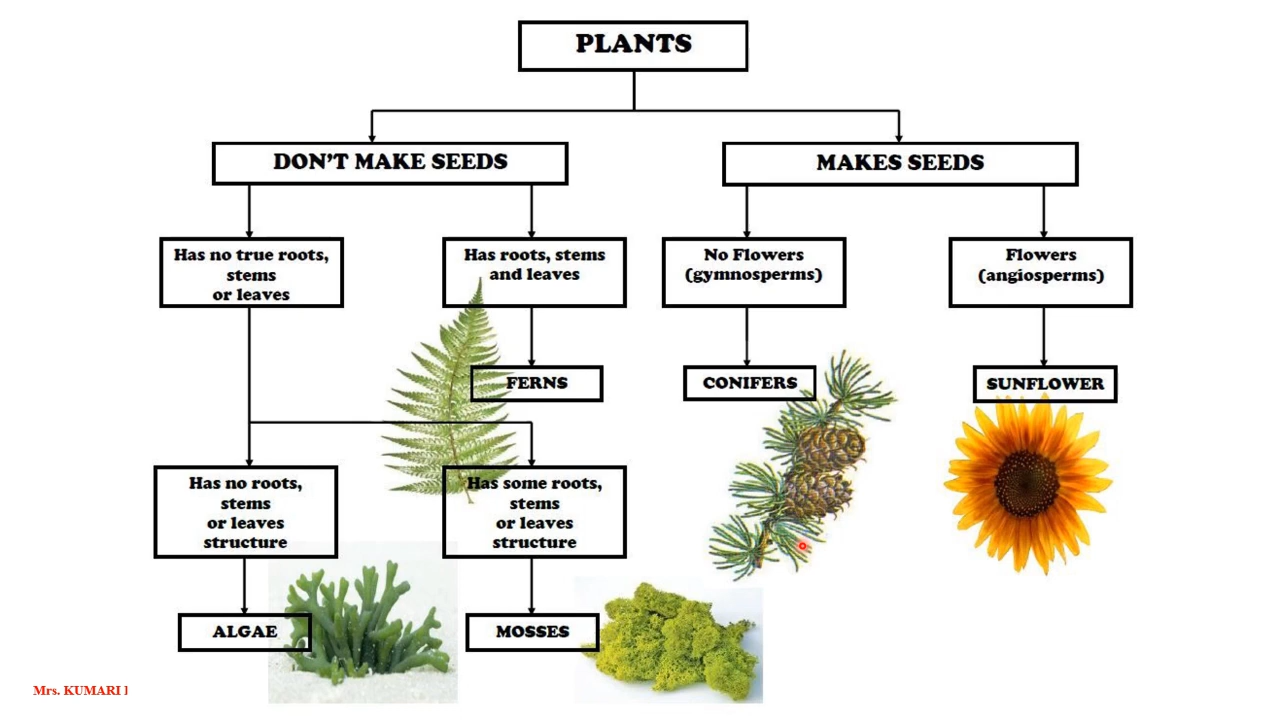 PLANTS
DON'T MAKE SEEDS
MAKES SEEDS
Has no true roots,
stems
or leaves
Has roots, stems
and leaves
No Flowers
(gymnosperms)
Flowers
(angiosperms)
FERNS
CONIFERS
SUNFLOWER
Has no roots,
stems
or leaves
structure
Has some roots,
stems
or leaves
structure
ALGAE
MOSSES
Mrs. KUMARI